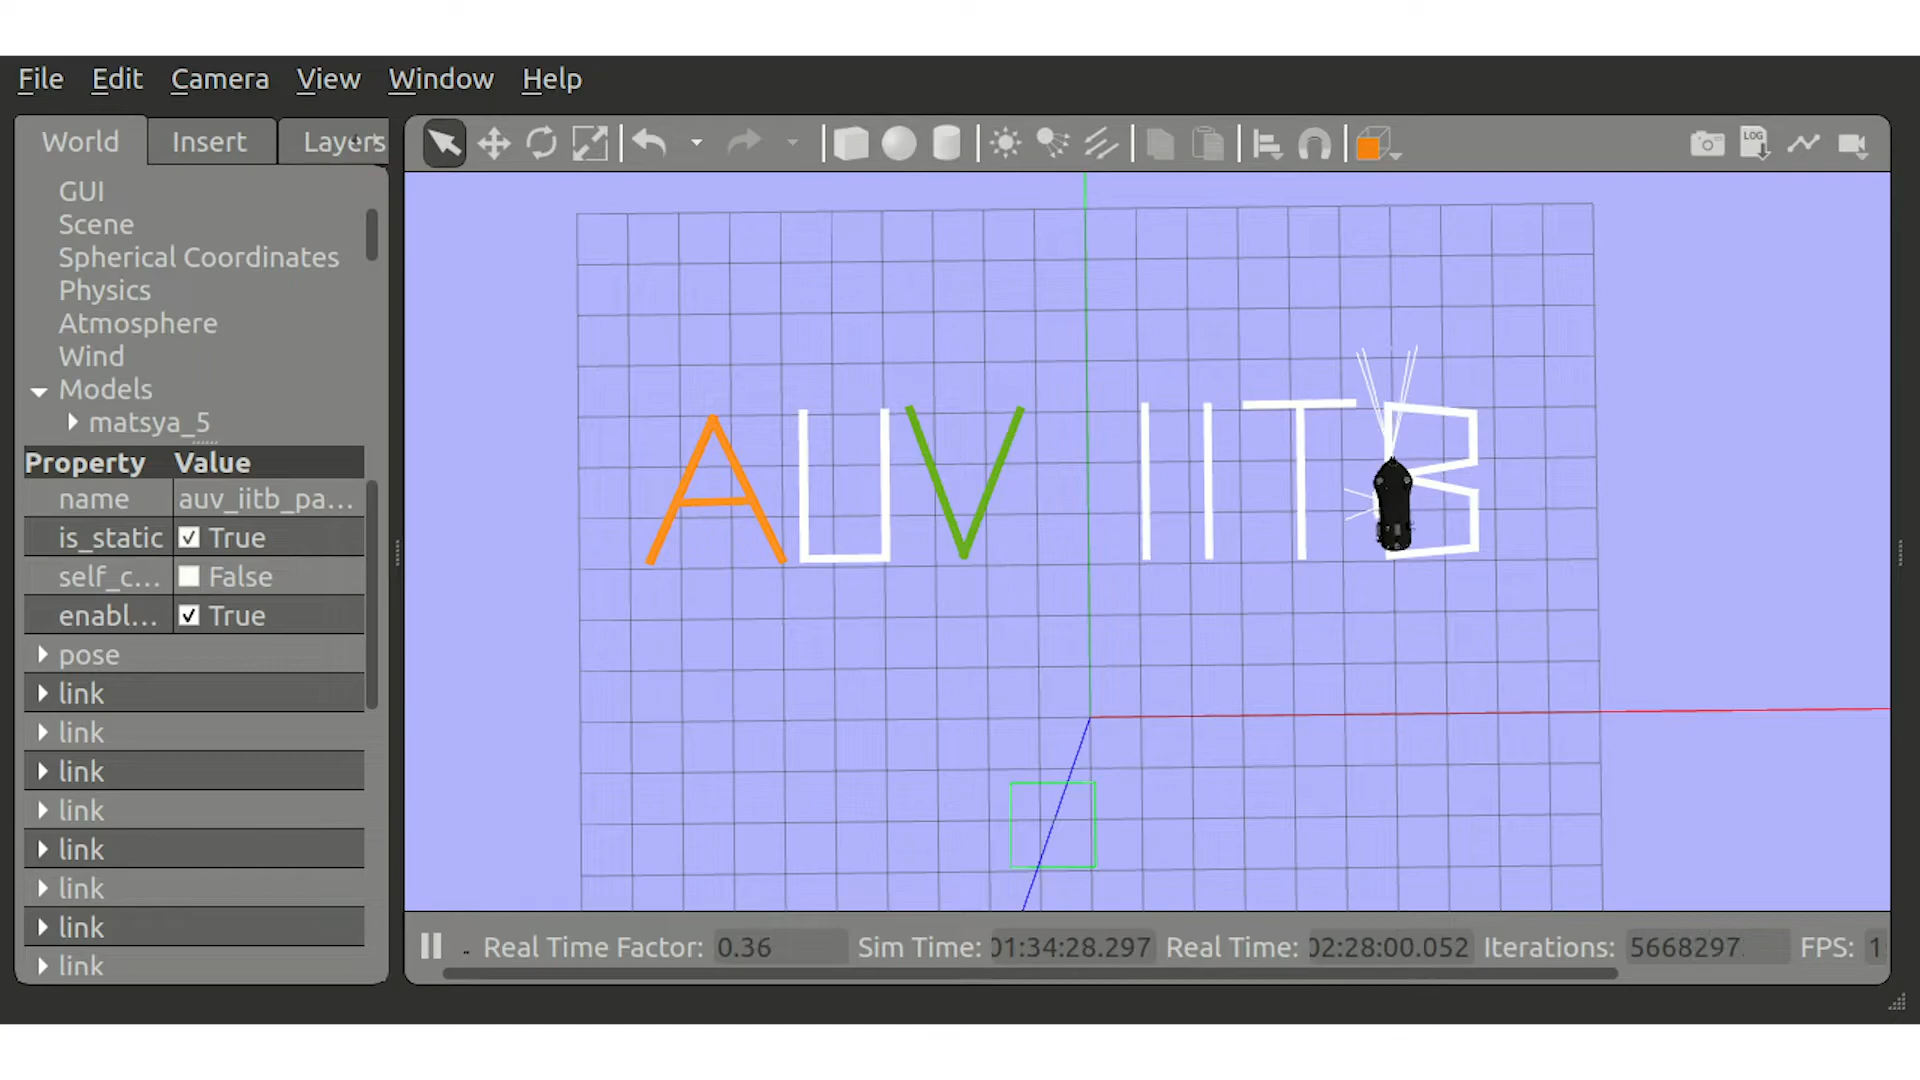 File Edit Camera View Window Help
World Insert Layers
LOG
GUI
Scene
Spherical Coordinates
Physics
Atmosphere
Wind
Models
matsya_5
Property Value
name auv_iitb_pa...
is_static True
self_c... False
enabl... True
pose
link
link
link
link
link
link
link
link
AUV IITB
Real Time Factor: 0.36 Sim Time: 01:34:28.297 Real Time: 02:28:00.052 Iterations: 5668297 FPS: 1